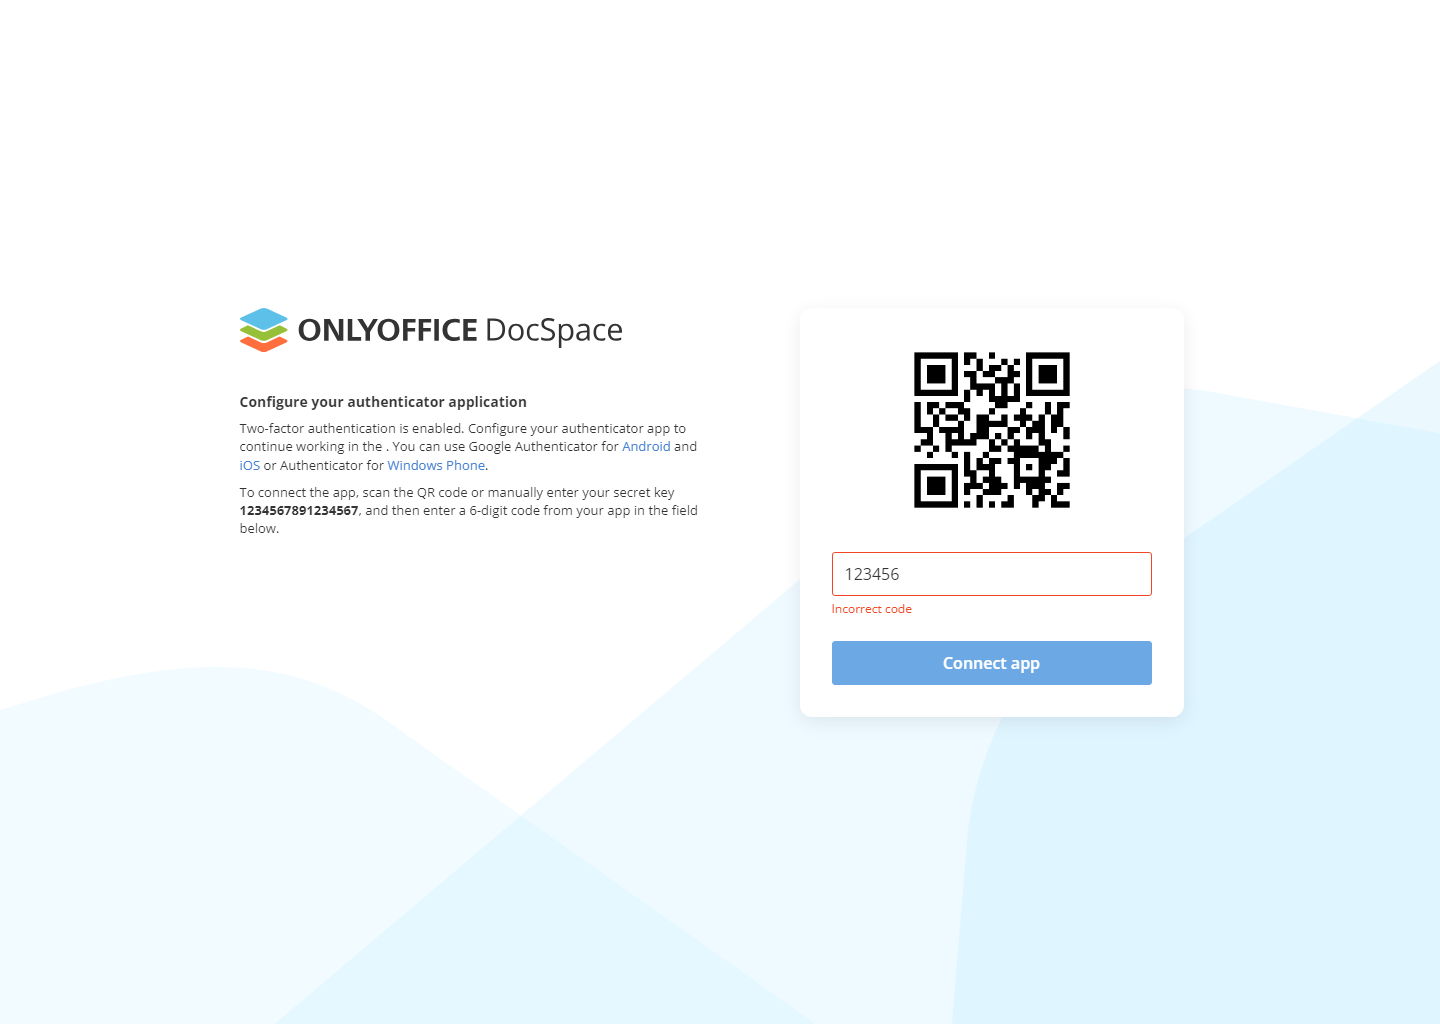 ONLYOFFICE DocSpace
Configure your authenticator application
Two-factor authentication is enabled. Configure your authenticator app to
continue working in the . You can use Google Authenticator for Android and
iOS or Authenticator for Windows Phone.
To connect the app, scan the QR code or manually enter your secret key
1234567891234567, and then enter a 6-digit code from your app in the field
below.
123456
Incorrect code
Connect app